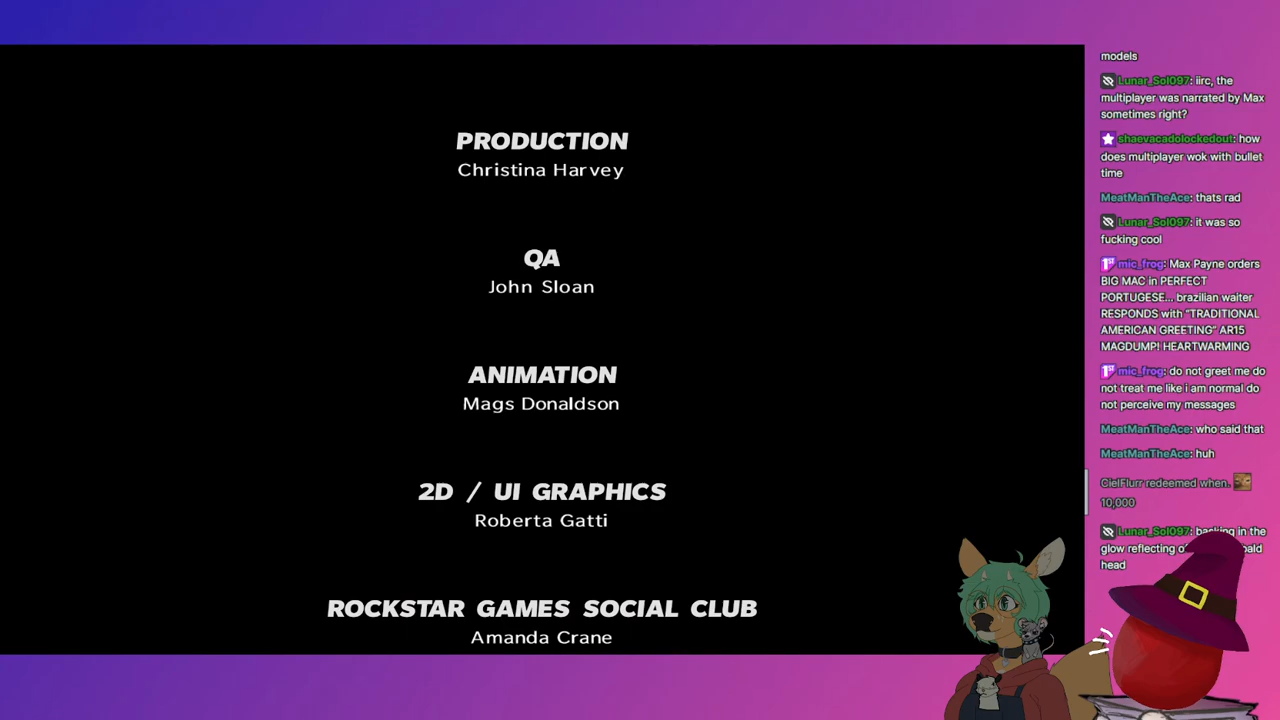 PRODUCTION
Christina Harvey
QA
John Sloan
ANIMATION
Mags Donaldson
2D / UI GRAPHICS
Roberta Gatti
ROCKSTAR GAMES SOCIAL CLUB
Amanda Crane
models
Lunar_Sol097: iirc, the
multiplayer was narrated by Max
sometimes right?
shaevacadolockedout: how
does multiplayer wok with bullet
time
MeatManTheAce: thats rad
Lunar_Sol097: it was so
fucking cool
mic_frog: Max Payne orders
BIG MAC in PERFECT
PORTUGESE... brazilian waiter
RESPONDS with "TRADITIONAL
AMERICAN GREETING" AR15
MAGDUMP! HEARTWARMING
mic_frog: do not greet me do
not treat me like i am normal do
not perceive my messages
MeatManTheAce: who said that
MeatManTheAce: huh
CielFlurr redeemed when.
10,000
Lunar_Sol097: in the
glow reflecting bald
head